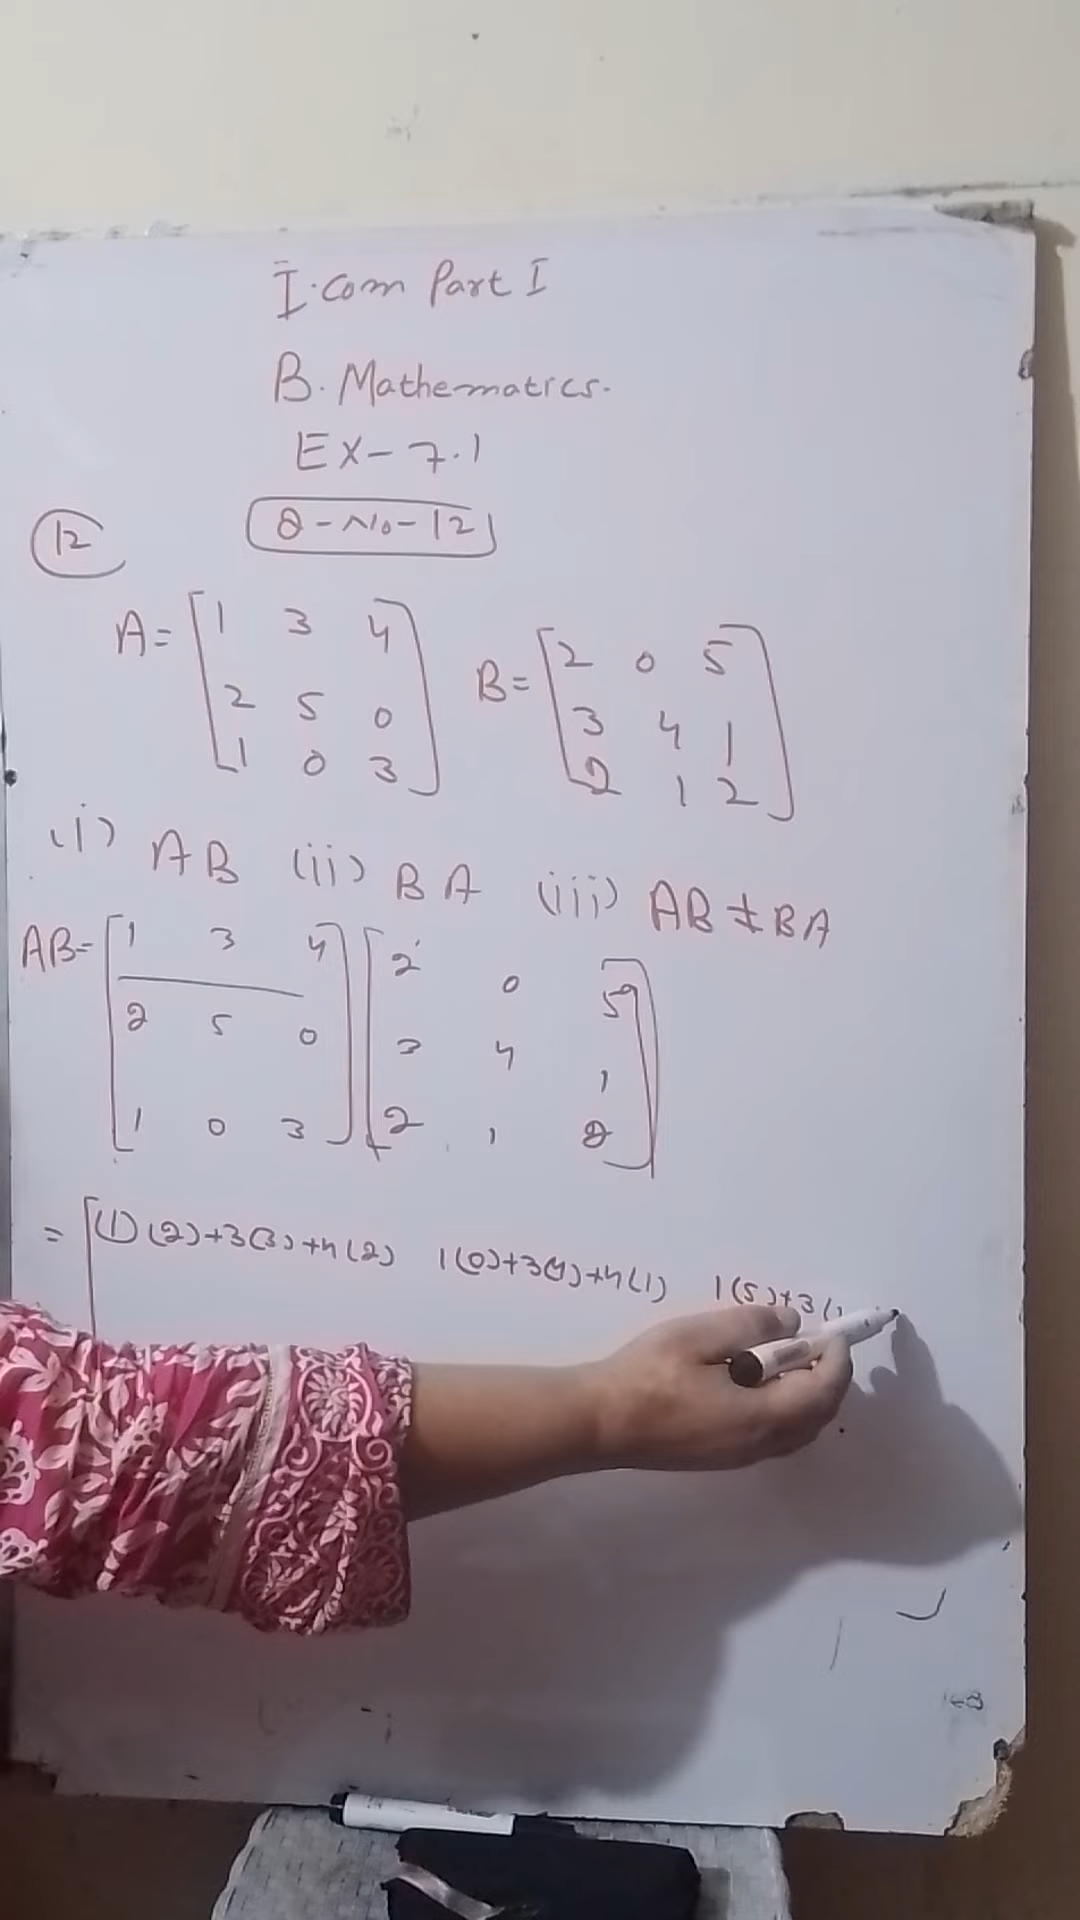 I.com Part I
B. Mathematics.
EX-7.1
Q-No-12
12
A= [1 3 4
2 5 0
1 0 3]
B= [2 0 5
3 4 1
2 1 2]
(i) AB (ii) BA (iii) AB ≠ BA
AB= [1 3 4
2 5 0
1 0 3]
[2 0 5
3 4 1
2 1 2]
= [(1)(2)+3(3)+4(2) 1(0)+3(4)+4(1) 1(5)+3(